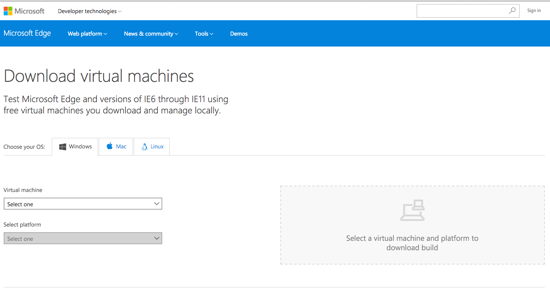 Microsoft Developer technologies Sign in
Microsoft Edge Web platform News & community Tools Demos
Download virtual machines
Test Microsoft Edge and versions of IE6 through IE11 using
free virtual machines you download and manage locally.
Choose your OS: Windows Mac Linux
Virtual machine
Select one
Select platform
Select one
Select a virtual machine and platform to
download build